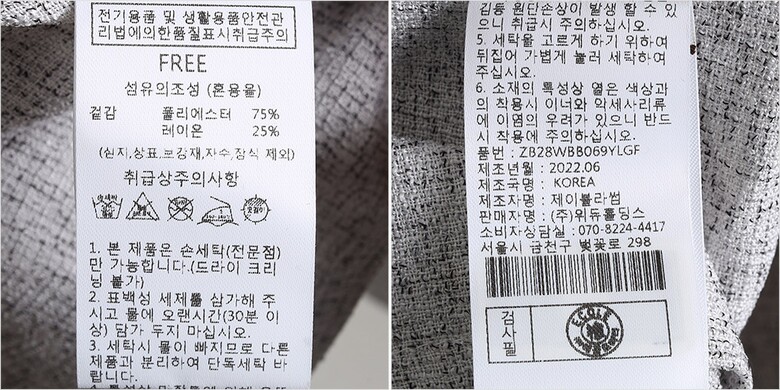 전기용품 및 생활용품안전관
리법에의한품질표시취급주의
FREE
섬유의조성 (혼용율)
겉감 폴리에스터 75%
레이온 25%
(심지,상표,보강재,자수,장식 제외)
취급상주의사항
1. 본 제품은 손세탁(전문점)
만 가능합니다.(드라이 크리
닝 불가)
2. 표백성 세제를 삼가해 주
시고 물에 오랜시간(30분 이
상) 담가 두지 마십시오.
3. 세탁시 물이 빠지므로 다른
제품과 분리하여 단독세탁 바
랍니다.
김등 원단손상이 발생 할 수 있
으니 취급시 주의하십시오.
5. 세탁을 고르게 하기 위하여
뒤집어 가볍게 눌러 세탁하여
주십시오.
6. 소재의 특성상 옅은 색상과
의 착용시 이너와 악세사리류
에 이염의 우려가 있으니 반드
시 착용에 주의하십시오.
품번 : ZB28WBB069YLGF
제조년월 : 2022.06
제조국명 : KOREA
제조자명 : 제이블라썸
판매자명 : (주)위듀홀딩스
소비자상담실 : 070-8224-4417
서울시 금천구 벚꽃로 298
검사필
ECOLE